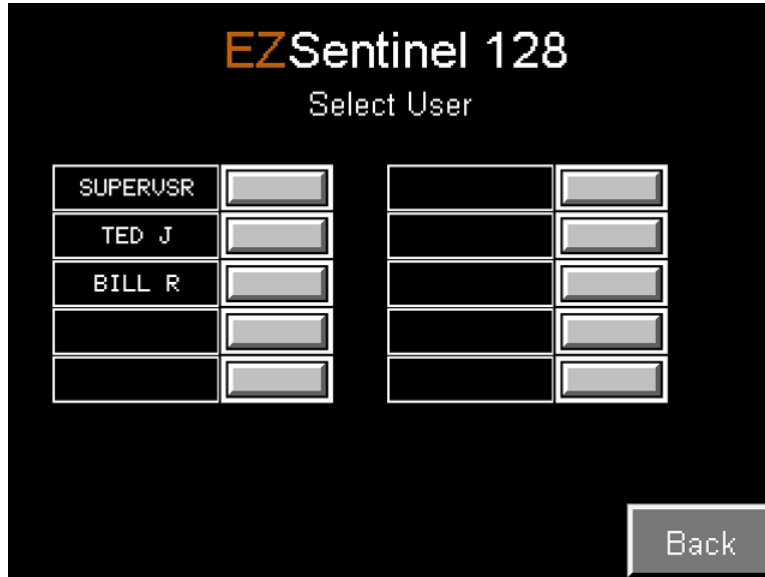 EZSentinel 128
Select User
SUPERVSR
TED J
BILL R
Back